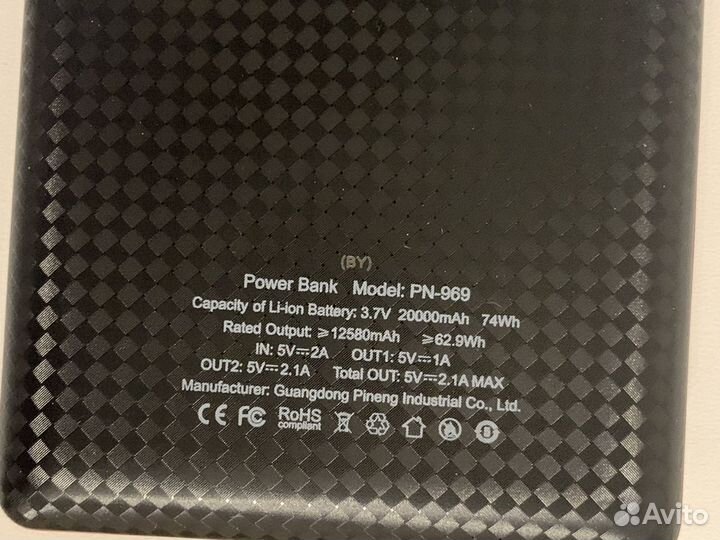 (BY)
Power Bank Model: PN-969
Capacity of Li-ion Battery: 3.7V 20000mAh 74Wh
Rated Output: ≥12580mAh ≥62.9Wh
IN: 5V⎓2A OUT1: 5V⎓1A
OUT2: 5V⎓2.1A Total OUT: 5V⎓2.1A MAX
Manufacturer: Guangdong Pineng Industrial Co., Ltd.
CE FC RoHS
compliant
Avito